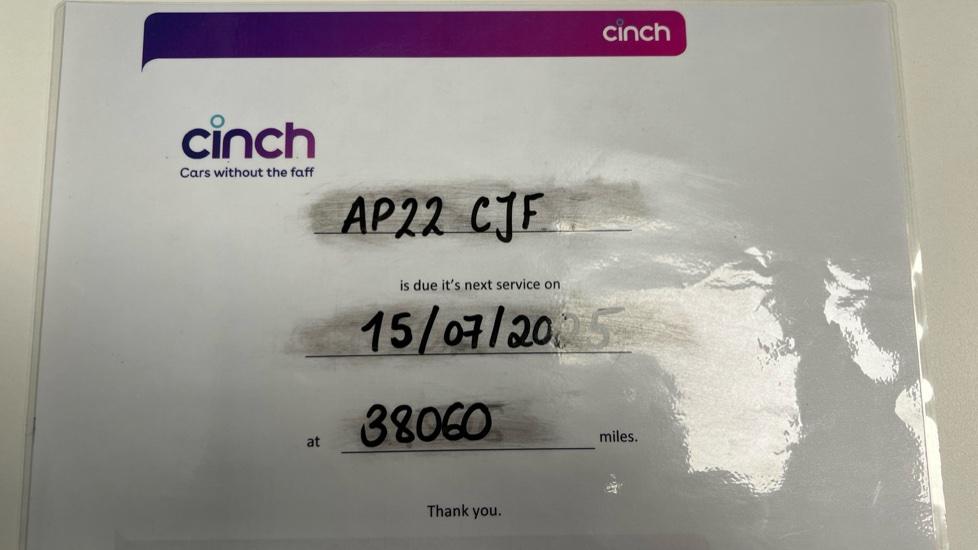 cinch
cinch
Cars without the faff
AP22 CJF
is due it's next service on
15/07/2025
at 38060 miles.
Thank you.